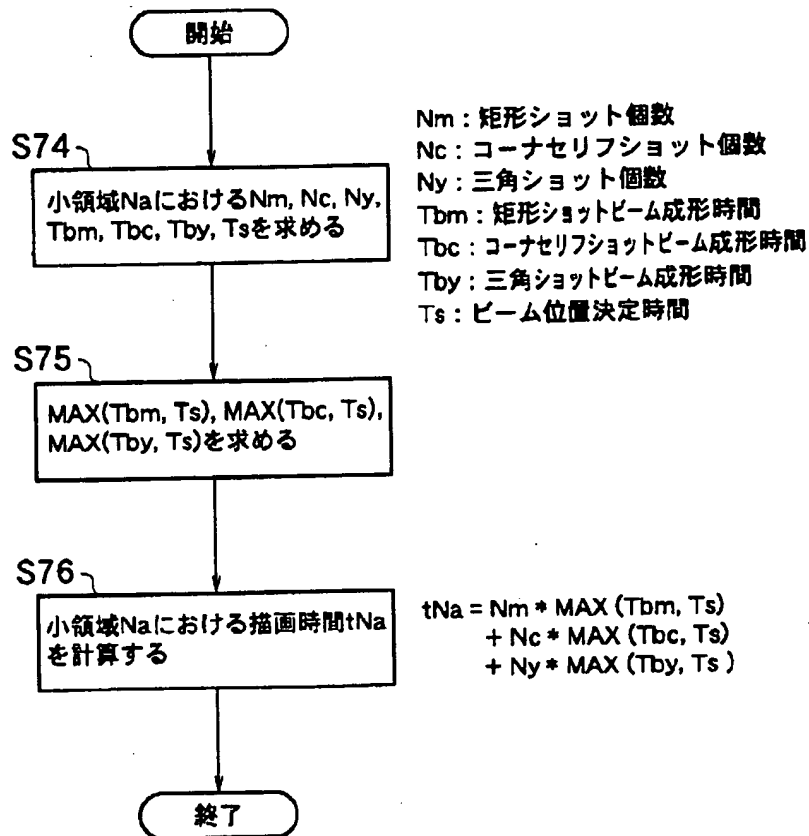 開始
S74
小領域NaにおけるNm, Nc, Ny,
Tbm, Tbc, Tby, Tsを求める
Nm : 矩形ショット個数
Nc : コーナセリフショット個数
Ny : 三角ショット個数
Tbm : 矩形ショットビーム成形時間
Tbc : コーナセリフショットビーム成形時間
Tby : 三角ショットビーム成形時間
Ts : ビーム位置決定時間
S75
MAX(Tbm, Ts), MAX(Tbc, Ts),
MAX(Tby, Ts)を求める
S76
小領域Naにおける描画時間tNa
を計算する
tNa = Nm * MAX (Tbm, Ts)
+ Nc * MAX (Tbc, Ts)
+ Ny * MAX (Tby, Ts )
終了